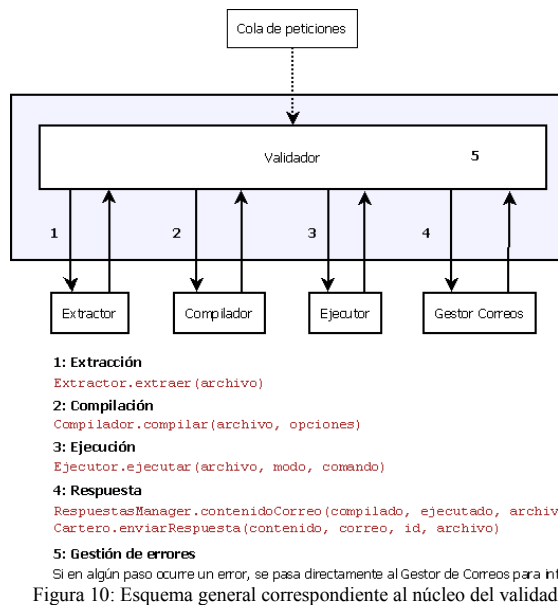 Cola de peticiones
Validador 5
1 2 3 4
Extractor Compilador Ejecutor Gestor Correos
1: Extracción
Extractor.extraer(archivo)
2: Compilación
Compilador.compilar(archivo, opciones)
3: Ejecución
Ejecutor.ejecutar(archivo, modo, comando)
4: Respuesta
RespuestasManager.contenidoCorreo(compilado, ejecutado, archiv
Cartero.enviarRespuesta(contenido, correo, id, archivo)
5: Gestión de errores
Si en algún paso ocurre un error, se pasa directamente al Gestor de Correos para inf
Figura 10: Esquema general correspondiente al núcleo del validad